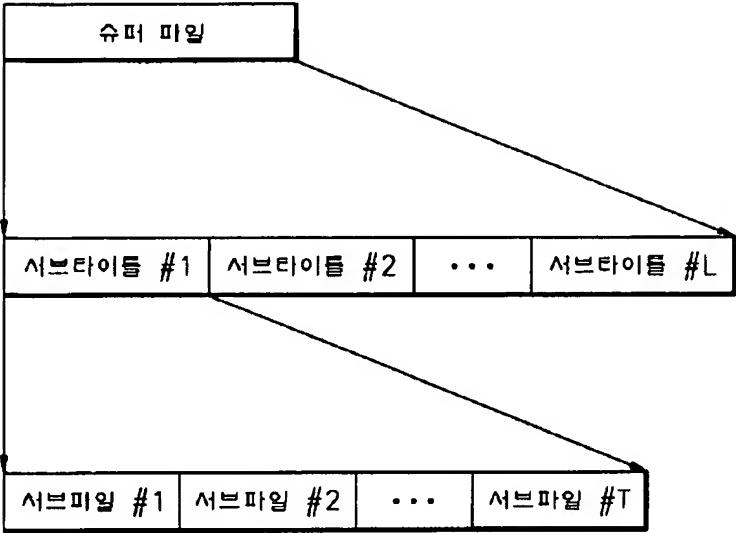 슈퍼 파일
서브타이틀 #1 서브타이틀 #2 ··· 서브타이틀 #L
서브파일 #1 서브파일 #2 ··· 서브파일 #T